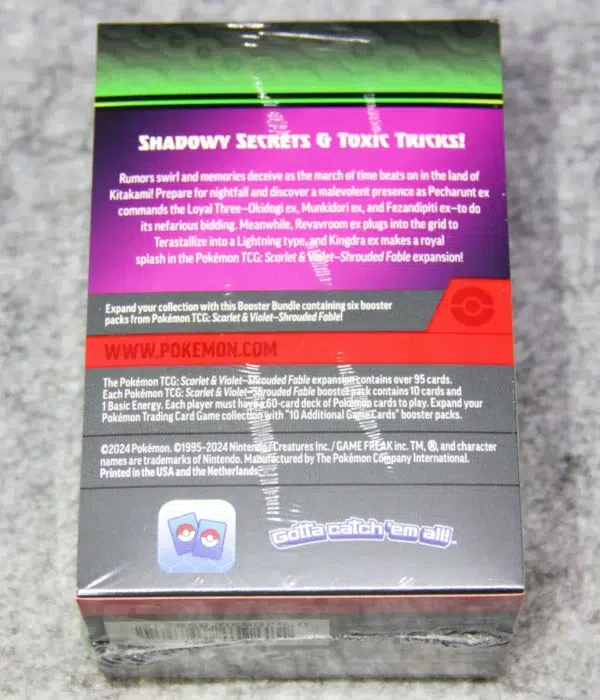 Shadowy Secrets & Toxic Tricks!
Rumors swirl and memories deceive as the march of time beats on in the land of
Kitakami! Prepare for nightfall and discover a malevolent presence as Pecharunt ex
commands the Loyal Three—Okidogi ex, Munkidori ex, and Fezandipiti ex—to do
its nefarious bidding. Meanwhile, Revavroom ex plugs into the grid to
Terastallize into a Lightning type, and Kingdra ex makes a royal
splash in the Pokémon TCG: Scarlet & Violet—Shrouded Fable expansion!
Expand your collection with this Booster Bundle containing six booster
packs from Pokémon TCG: Scarlet & Violet—Shrouded Fable!
WWW.POKEMON.COM
The Pokémon TCG: Scarlet & Violet—Shrouded Fable expansion contains over 95 cards.
Each Pokémon TCG: Scarlet & Violet—Shrouded Fable booster pack contains 10 cards and
1 Basic Energy. Each player must have a 60-card deck of Pokémon cards to play. Expand your
Pokémon Trading Card Game collection with "10 Additional Game Cards" booster packs.
©2024 Pokémon. ©1995-2024 Nintendo/Creatures Inc. / GAME FREAK inc. TM, ®, and character
names are trademarks of Nintendo. Manufactured by The Pokémon Company International.
Printed in the USA and the Netherlands.
Gotta catch 'em all!™